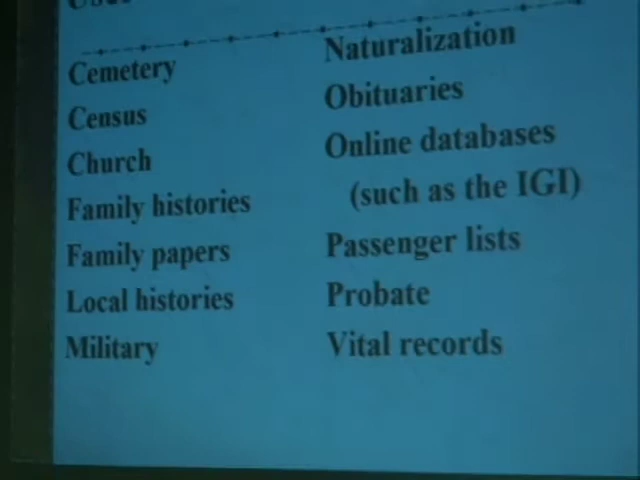 Cemetery
Census
Church
Family histories
Family papers
Local histories
Military
Naturalization
Obituaries
Online databases
(such as the IGI)
Passenger lists
Probate
Vital records